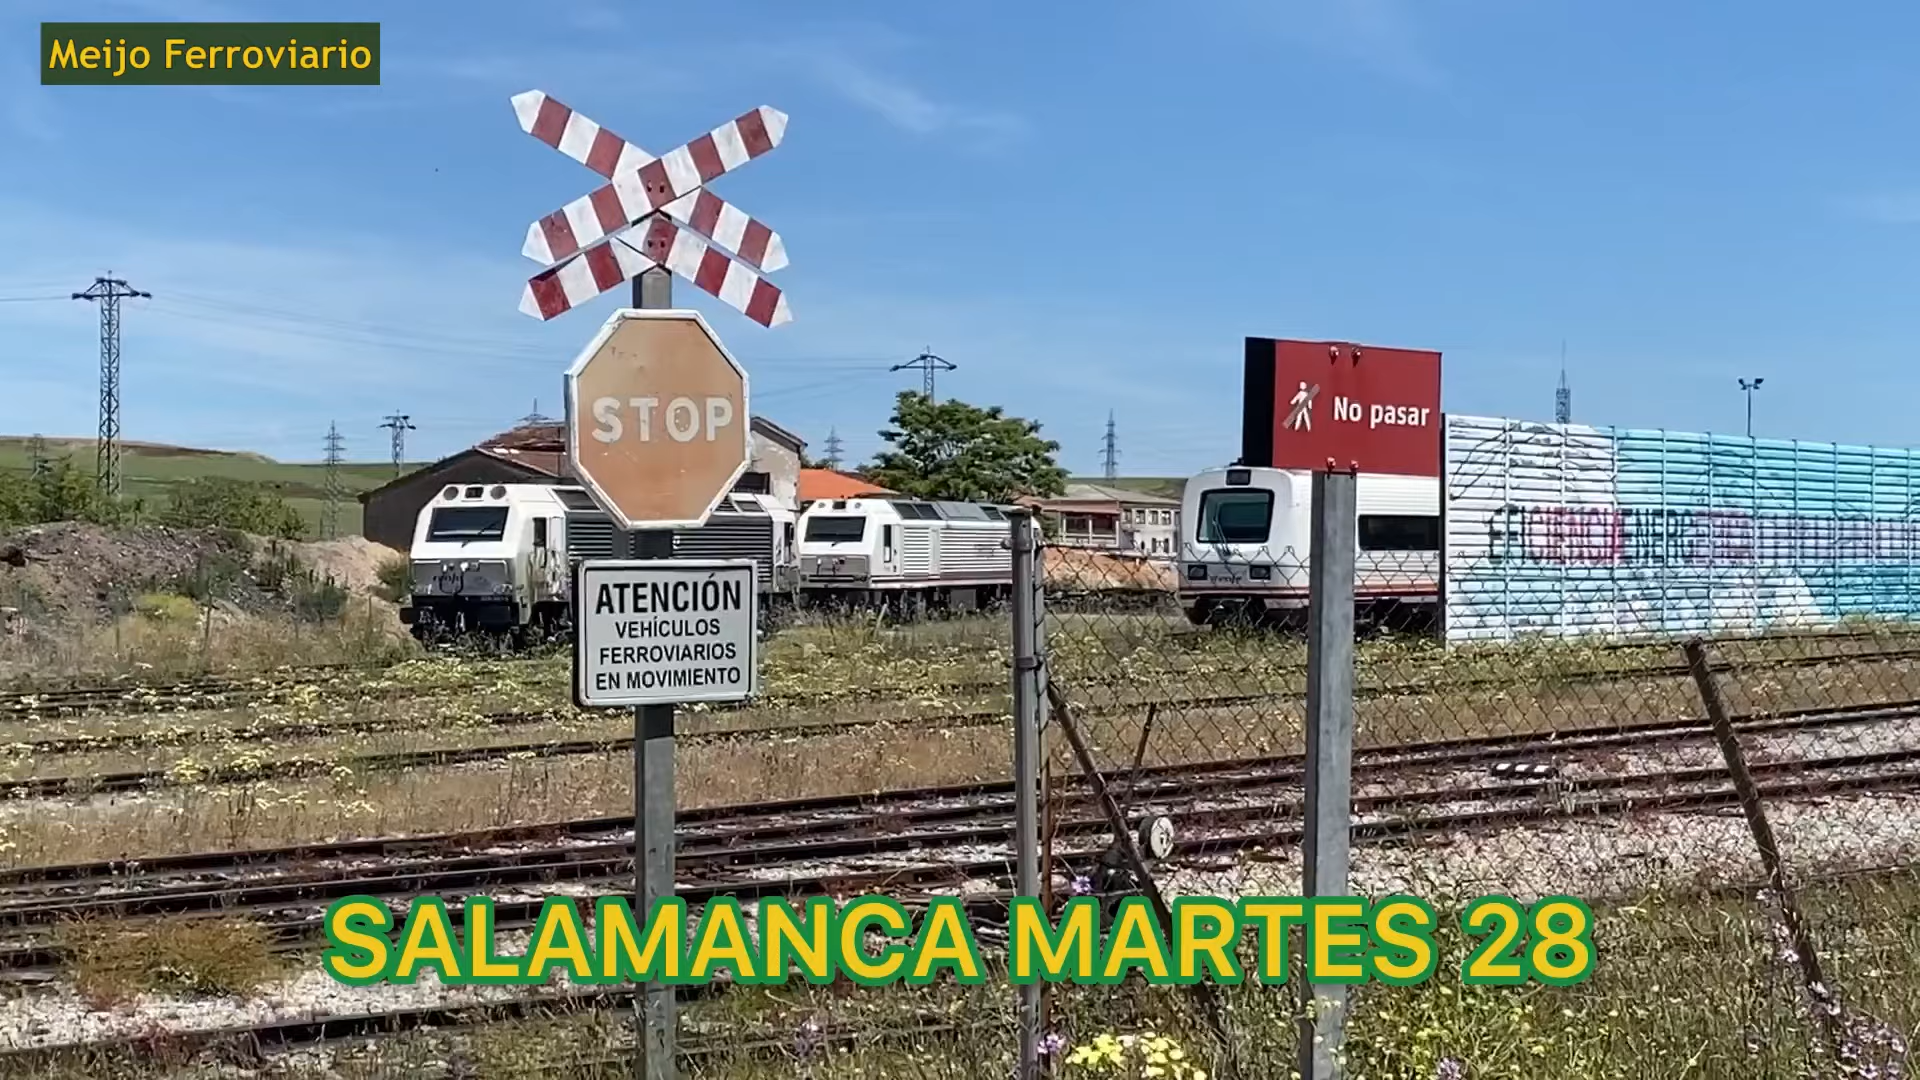 Meijo Ferroviario
STOP
No pasar
ATENCIÓN
VEHÍCULOS
FERROVIARIOS
EN MOVIMIENTO
SALAMANCA MARTES 28